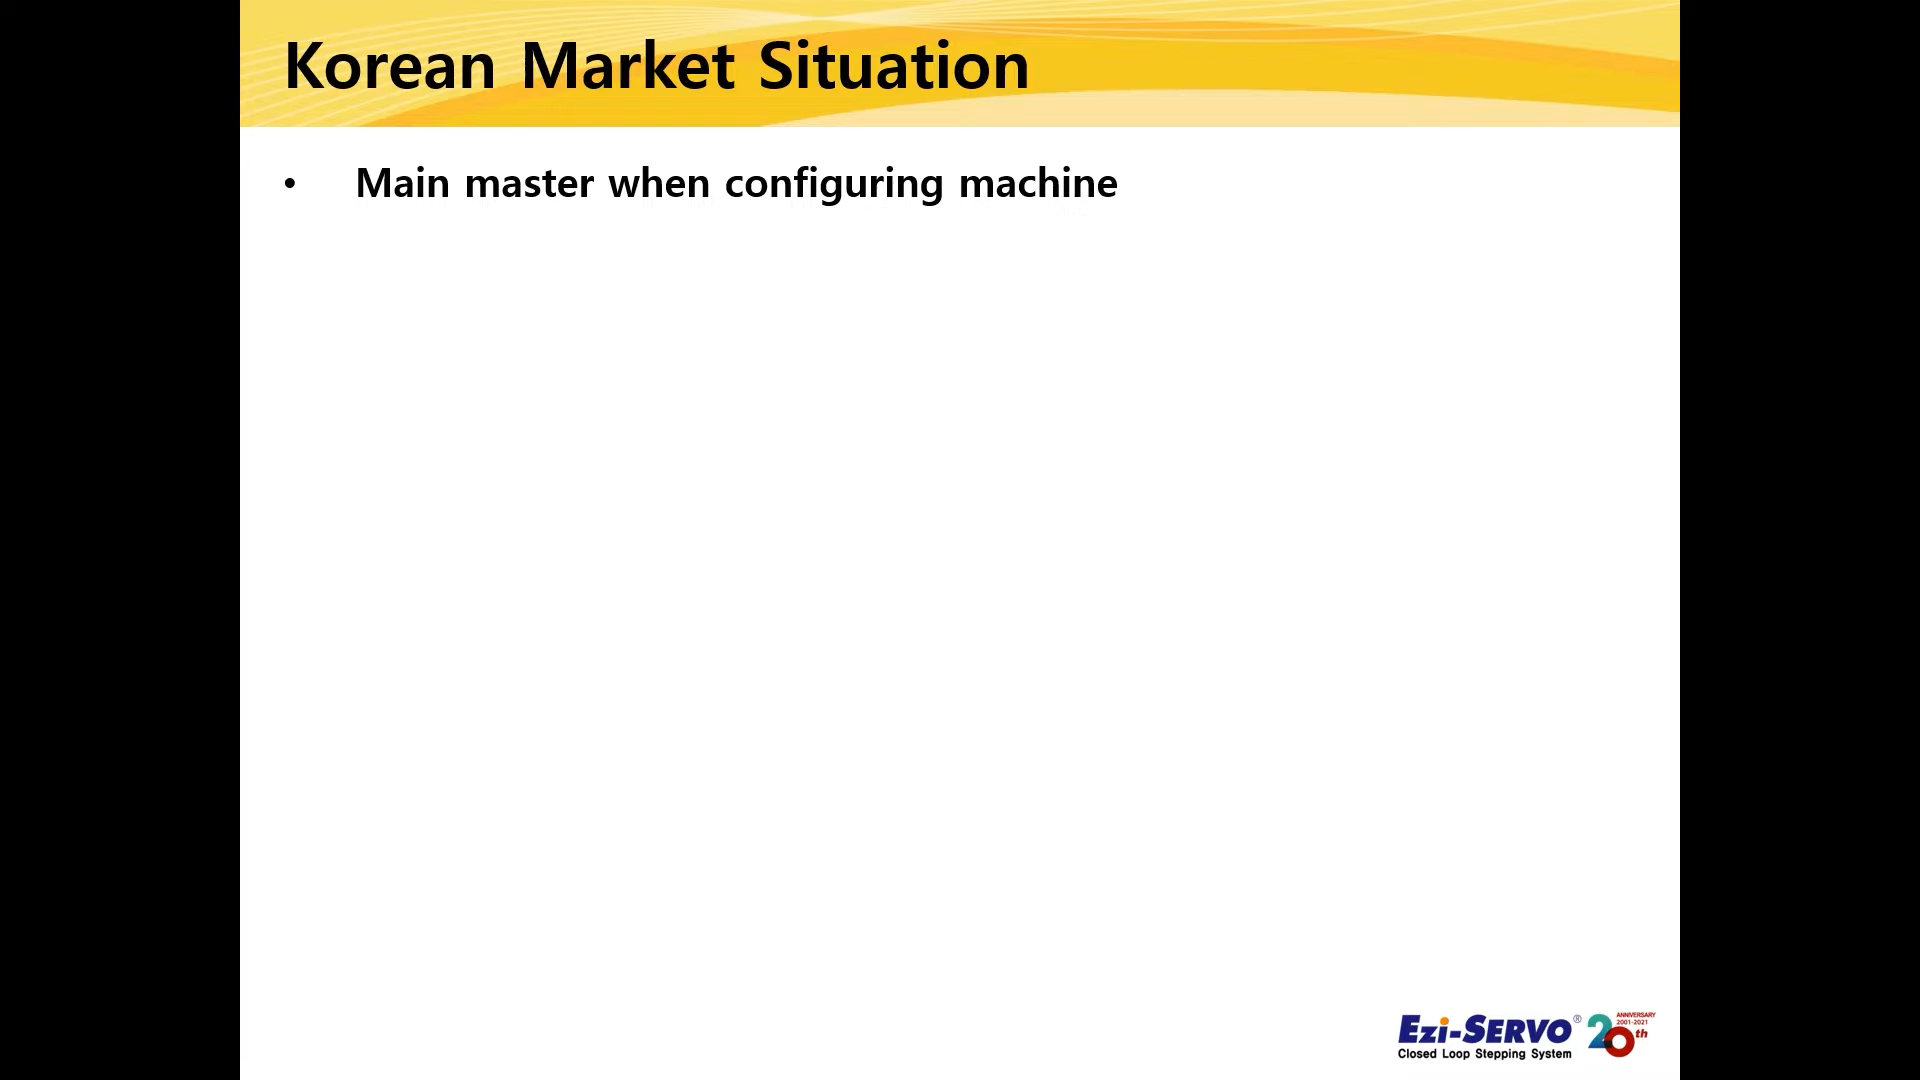 Korean Market Situation
• Main master when configuring machine
Ezi-SERVO® 20th ANNIVERSARY 2001-2021
Closed Loop Stepping System